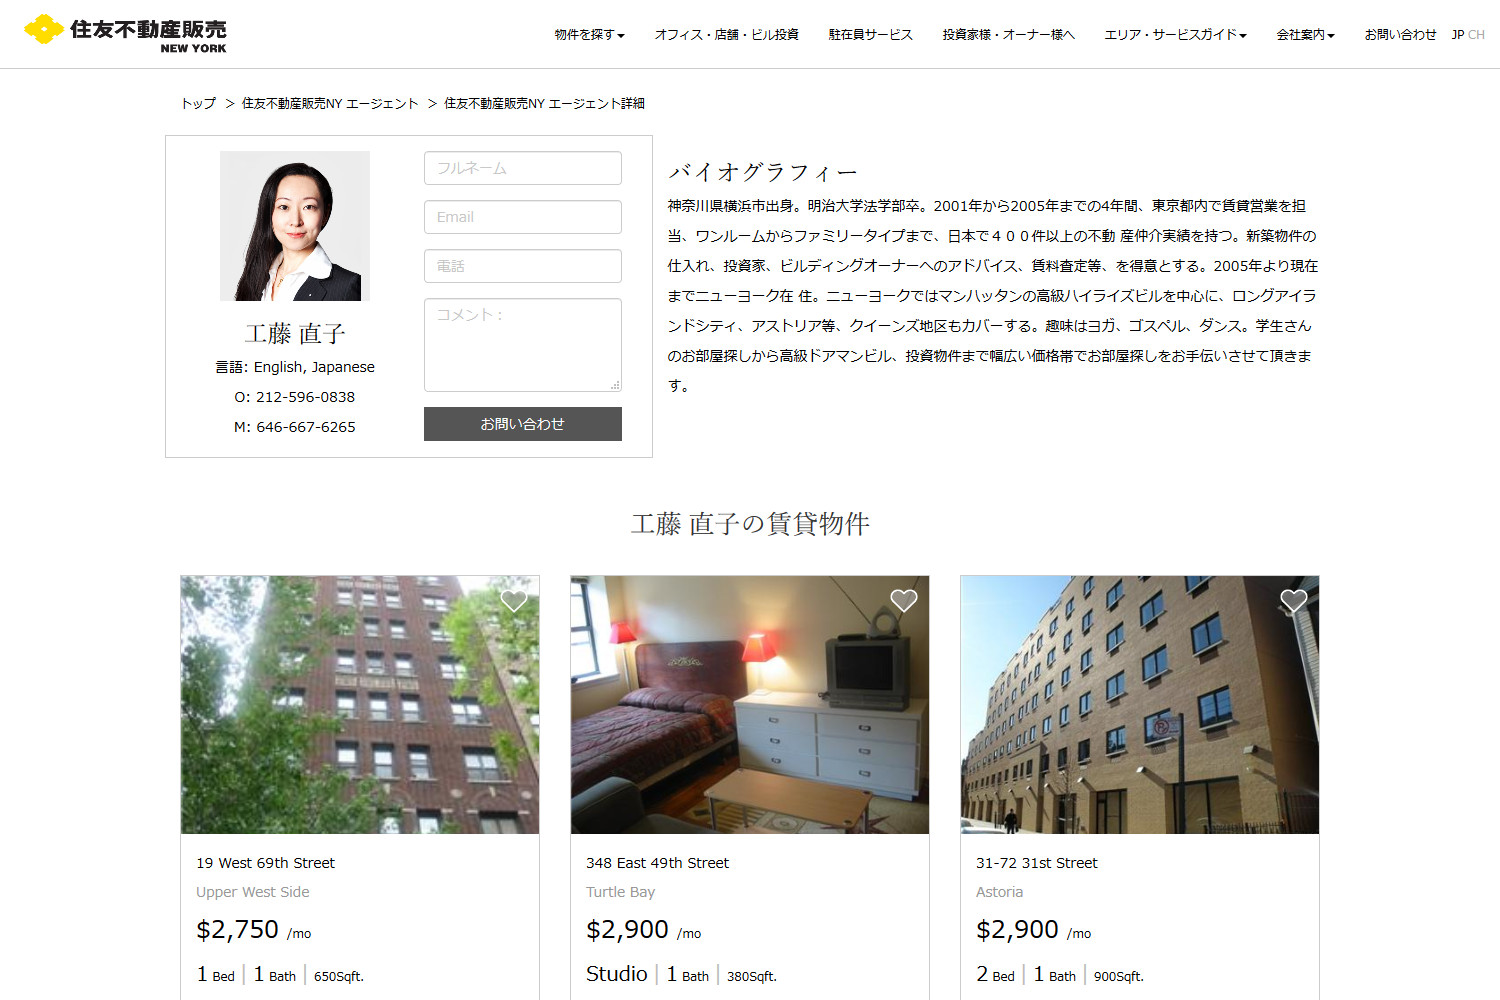 住友不動産販売
NEW YORK
物件を探す
オフィス・店舗・ビル投資
駐在員サービス
投資家様・オーナー様へ
エリア・サービスガイド
会社案内
お問い合わせ
JP CH
トップ > 住友不動産販売NY エージェント > 住友不動産販売NY エージェント詳細
工藤 直子
言語: English, Japanese
O: 212-596-0838
M: 646-667-6265
フルネーム
Email
電話
コメント：
お問い合わせ
バイオグラフィー
神奈川県横浜市出身。明治大学法学部卒。2001年から2005年までの4年間、東京都内で賃貸営業を担
当、ワンルームからファミリータイプまで、日本で４００件以上の不動 産仲介実績を持つ。新築物件の
仕入れ、投資家、ビルディングオーナーへのアドバイス、賃料査定等、を得意とする。2005年より現在
までニューヨーク在 住。ニューヨークではマンハッタンの高級ハイライズビルを中心に、ロングアイラ
ンドシティ、アストリア等、クイーンズ地区もカバーする。趣味はヨガ、ゴスペル、ダンス。学生さん
のお部屋探しから高級ドアマンビル、投資物件まで幅広い価格帯でお部屋探しをお手伝いさせて頂きま
す。
工藤 直子の賃貸物件
19 West 69th Street
Upper West Side
$2,750 /mo
1 Bed | 1 Bath | 650Sqft.
348 East 49th Street
Turtle Bay
$2,900 /mo
Studio | 1 Bath | 380Sqft.
31-72 31st Street
Astoria
$2,900 /mo
2 Bed | 1 Bath | 900Sqft.